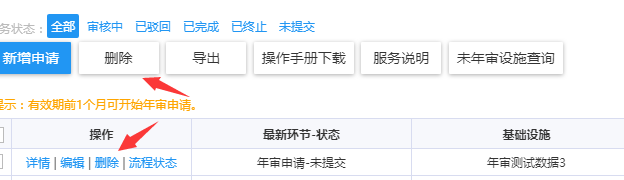 务状态： 全部 审核中 已驳回 已完成 已终止 未提交
新增申请 删除 导出 操作手册下载 服务说明 未年审设施查询
提示：有效期前1个月可开始年审申请。
操作 最新环节-状态 基础设施
详情 | 编辑 | 删除 | 流程状态 年审申请-未提交 年审测试数据3